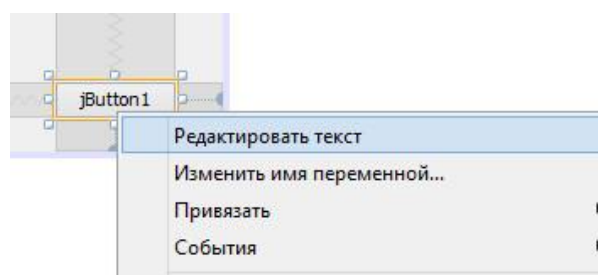 jButton1
Редактировать текст
Изменить имя переменной...
Привязать
События